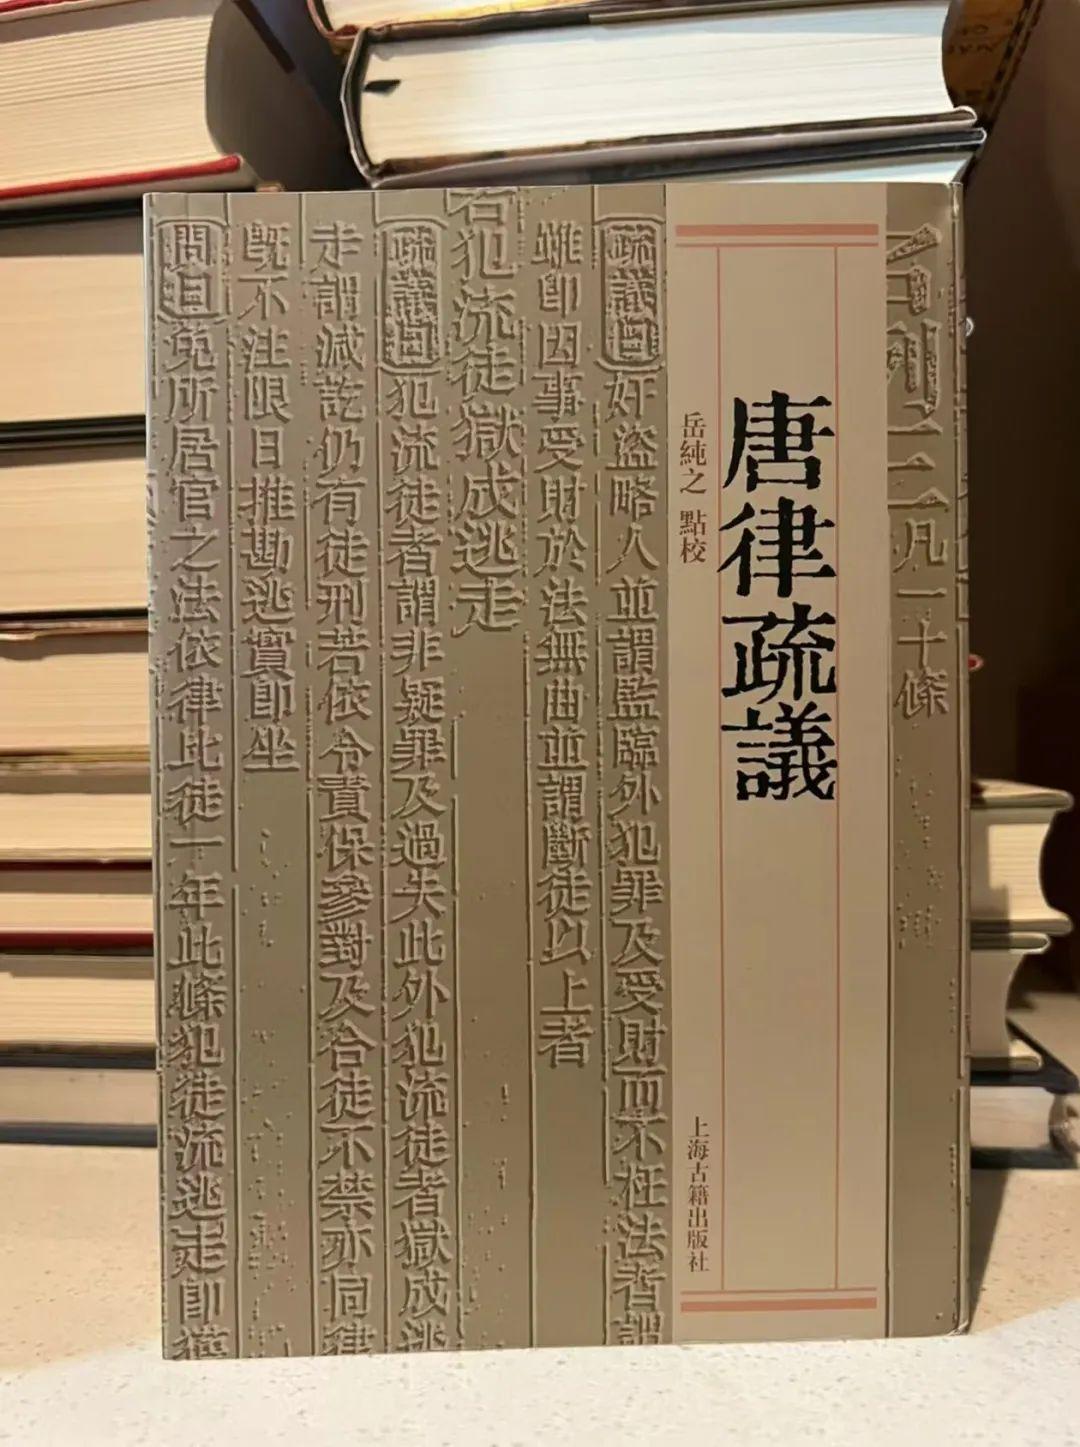 唐律疏議
岳純之 點校
上海古籍出版社
名例二凡一十條
疏議曰奸盜略人並謂監臨外犯罪及受財而不枉法者謂
雖即因事受財於法無曲並謂斷徒以上者
若犯流徒獄成逃走
疏議曰犯流徒者謂非疑罪及過失此外犯流徒者獄成逃
走謂減訖仍有徒刑若依令責保參對及合徒不禁亦同律
既不注限日推勘逃實即坐
問曰免所居官之法依律比徒一年此條犯徒流逃走即獲